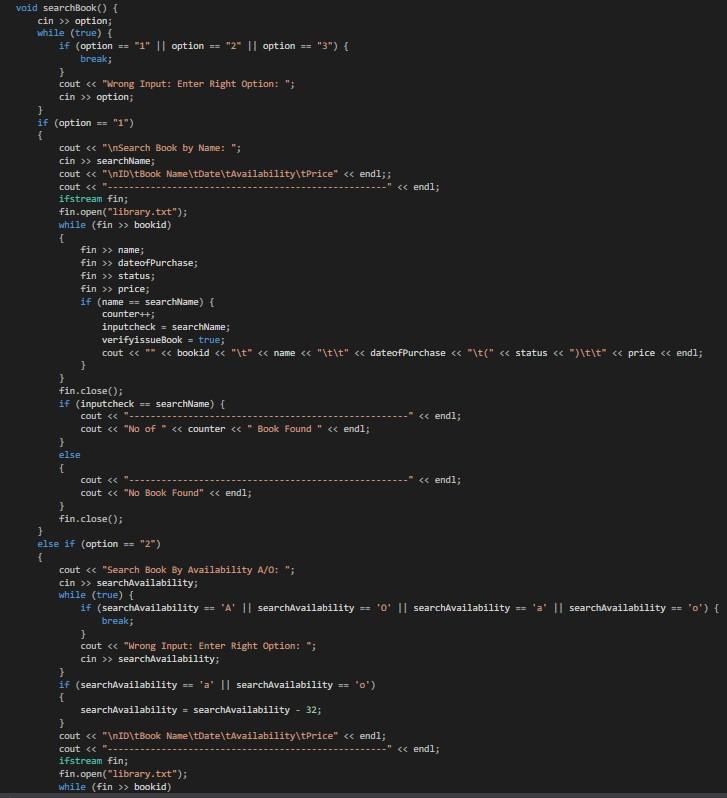 void searchBook() {
cin >> option;
while (true) {
if (option == "1" || option == "2" || option == "3") {
break;
}
cout << "Wrong Input: Enter Right Option: ";
cin >> option;
}
if (option == "1")
{
cout << "\nSearch Book by Name: ";
cin >> searchName;
cout << "\nID\tBook Name\tDate\tAvailability\tPrice" << endl;;
cout << "-----------------------------------------------------" << endl;
ifstream fin;
fin.open("library.txt");
while (fin >> bookid)
{
fin >> name;
fin >> dateofPurchase;
fin >> status;
fin >> price;
if (name == searchName) {
counter++;
inputcheck = searchName;
verifyissueBook = true;
cout << "" << bookid << "\t" << name << "\t\t" << dateofPurchase << "\t(" << status << ")\t\t" << price << endl;
}
}
fin.close();
if (inputcheck == searchName) {
cout << "-----------------------------------------------------" << endl;
cout << "No of " << counter << " Book Found " << endl;
}
else
{
cout << "-----------------------------------------------------" << endl;
cout << "No Book Found" << endl;
}
fin.close();
}
else if (option == "2")
{
cout << "Search Book By Availability A/O: ";
cin >> searchAvailability;
while (true) {
if (searchAvailability == 'A' || searchAvailability == 'O' || searchAvailability == 'a' || searchAvailability == 'o') {
break;
}
cout << "Wrong Input: Enter Right Option: ";
cin >> searchAvailability;
}
if (searchAvailability == 'a' || searchAvailability == 'o')
{
searchAvailability = searchAvailability - 32;
}
cout << "\nID\tBook Name\tDate\tAvailability\tPrice" << endl;
cout << "-----------------------------------------------------" << endl;
ifstream fin;
fin.open("library.txt");
while (fin >> bookid)